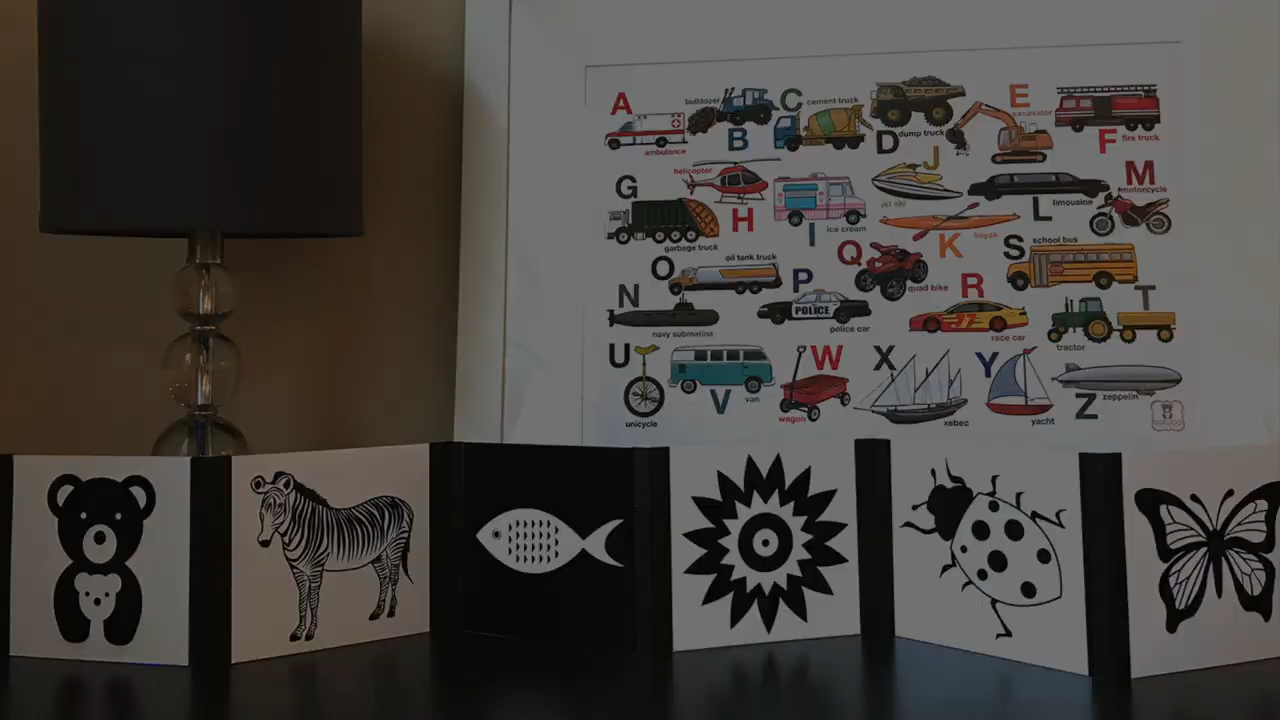 A ambulance
bulldozer B
C cement truck
D dump truck
E excavator
F fire truck
G garbage truck
helicopter H
I ice cream
J jet ski
K kayak
L limousine
M motorcycle
N navy submarine
O oil tank truck
P police car
POLICE
Q quad bike
R race car
37
S school bus
T tractor
U unicycle
V van
W wagon
X xebec
Y yacht
Z zeppelin